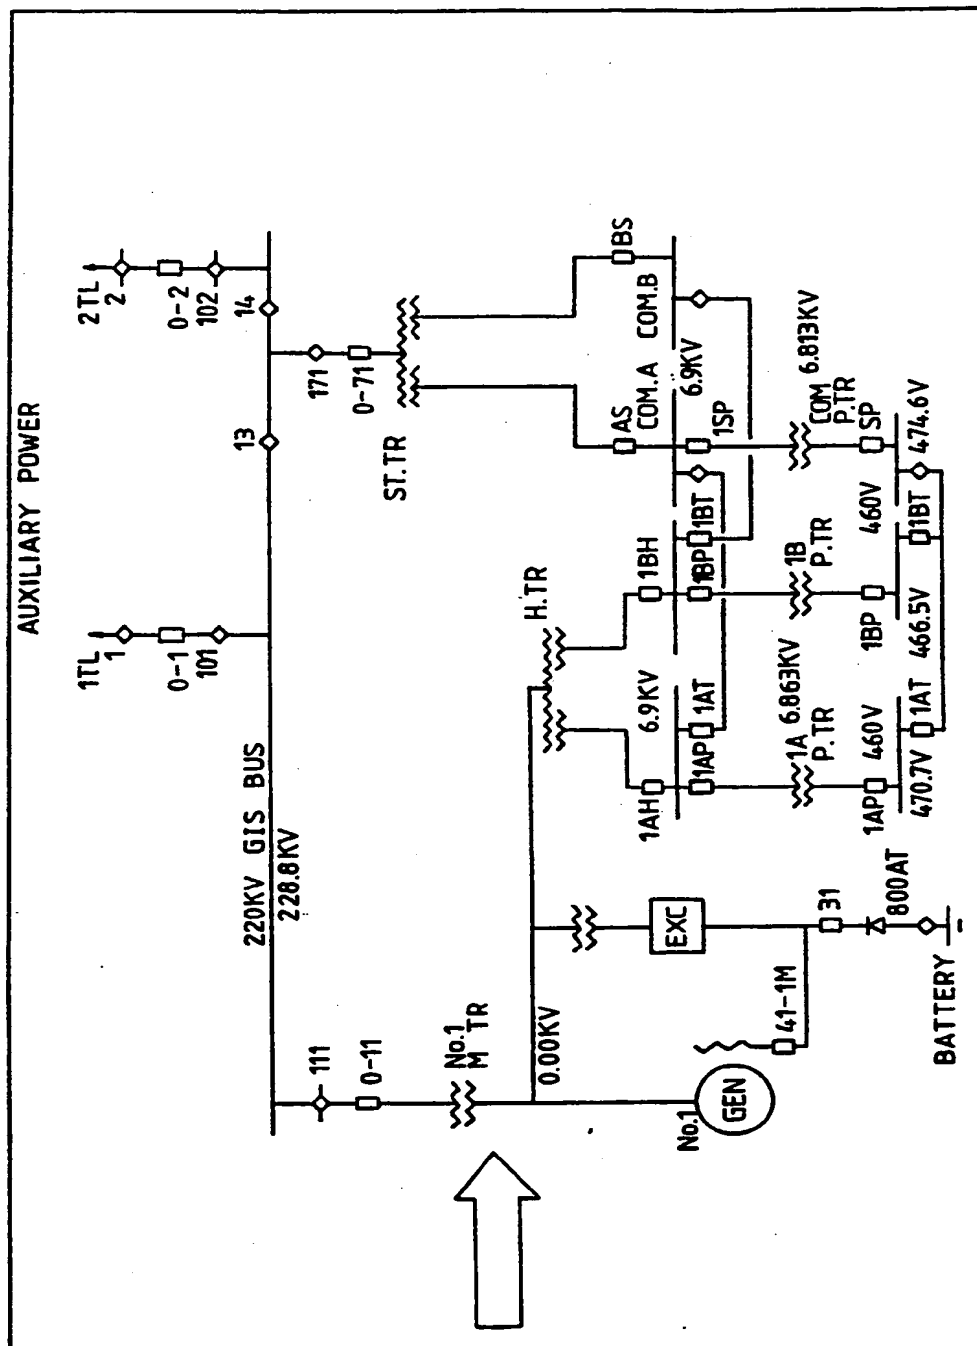 AUXILIARY POWER
1TL
1
0-1
101
2TL
2
0-2
102
220KV GIS BUS
228.8KV
13
14
111
171
0-11
0-71
No.1
M TR
ST.TR
0.00KV
H.TR
AS
BS
1AH
6.9KV
1BH
COM.A
COM.B
6.9KV
1AP
1AT
1BP
1BT
1SP
No.1
GEN
EXC
41-1M
31
800AT
BATTERY
1A
6.863KV
P.TR
1B
P.TR
COM
6.813KV
P.TR
1AP
460V
1BP
460V
SP
470.7V
1AT
466.5V
1BT
474.6V